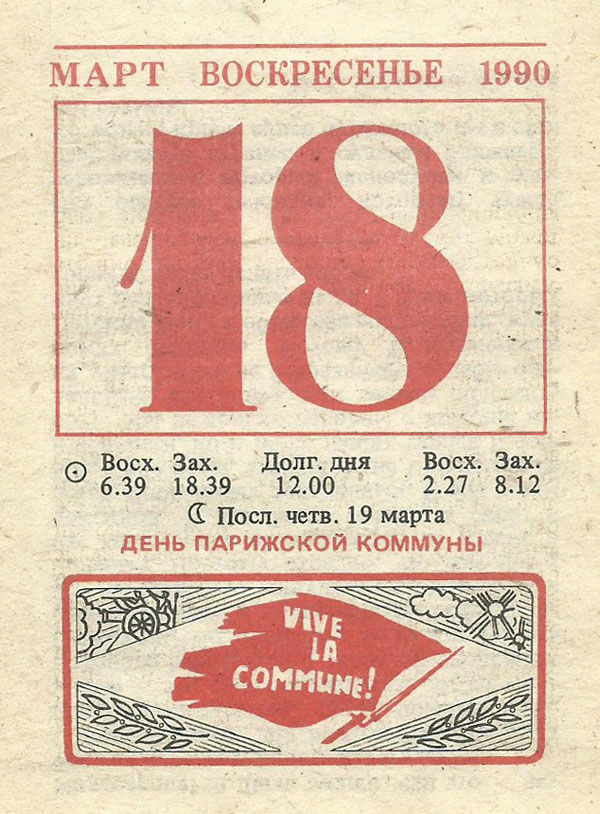 МАРТ ВОСКРЕСЕНЬЕ 1990
18
Восх. Зах. Долг. дня Восх. Зах.
6.39 18.39 12.00 2.27 8.12
Посл. четв. 19 марта
ДЕНЬ ПАРИЖСКОЙ КОММУНЫ
VIVE
LA
COMMUNE!